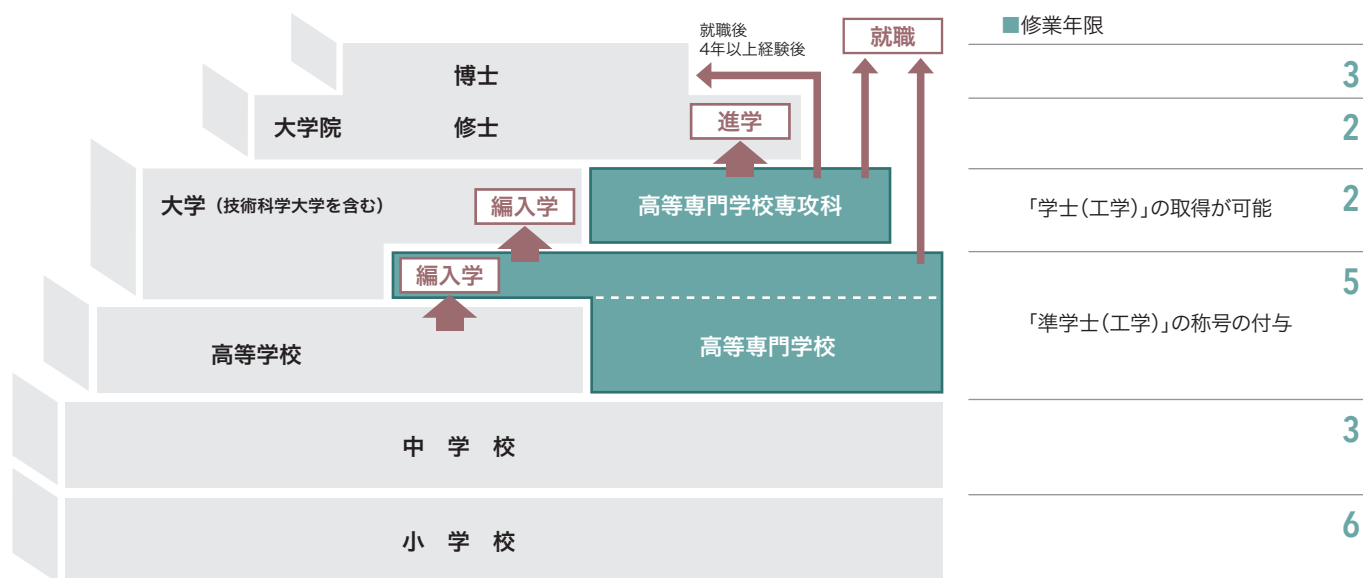 ■修業年限
就職後
4年以上経験後
就職
博士
3
大学院
修士
進学
2
大学（技術科学大学を含む）
編入学
高等専門学校専攻科
「学士（工学）」の取得が可能
2
編入学
5
高等学校
高等専門学校
「準学士（工学）」の称号の付与
中 学 校
3
小 学 校
6